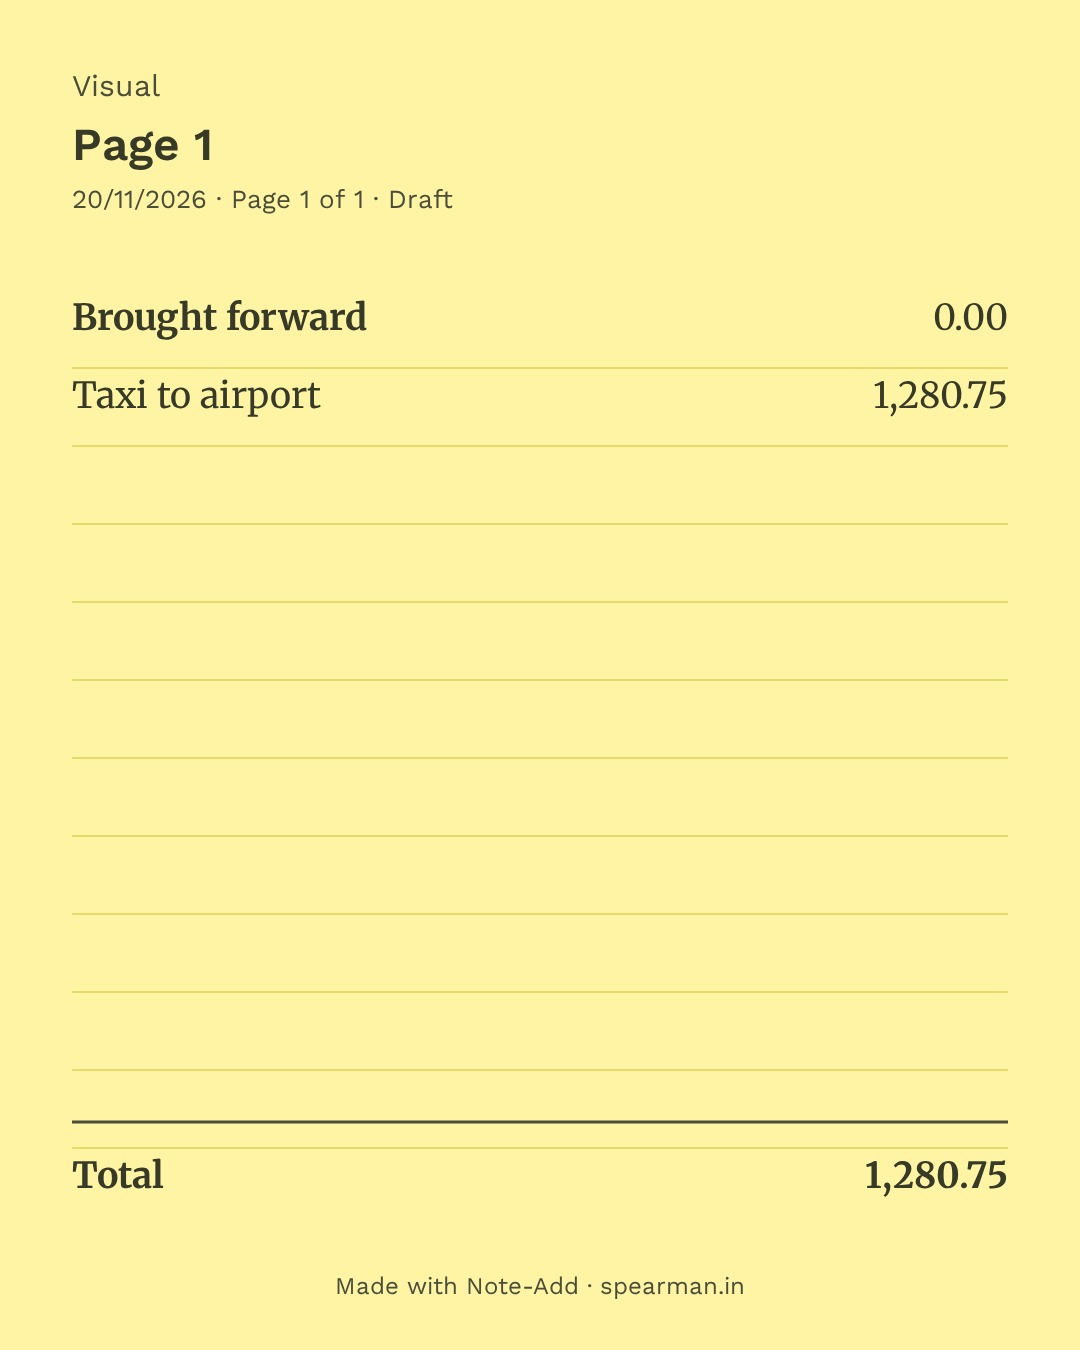 Visual
Page 1
20/11/2026 · Page 1 of 1 · Draft
Brought forward 0.00
Taxi to airport 1,280.75
Total 1,280.75
Made with Note-Add · spearman.in